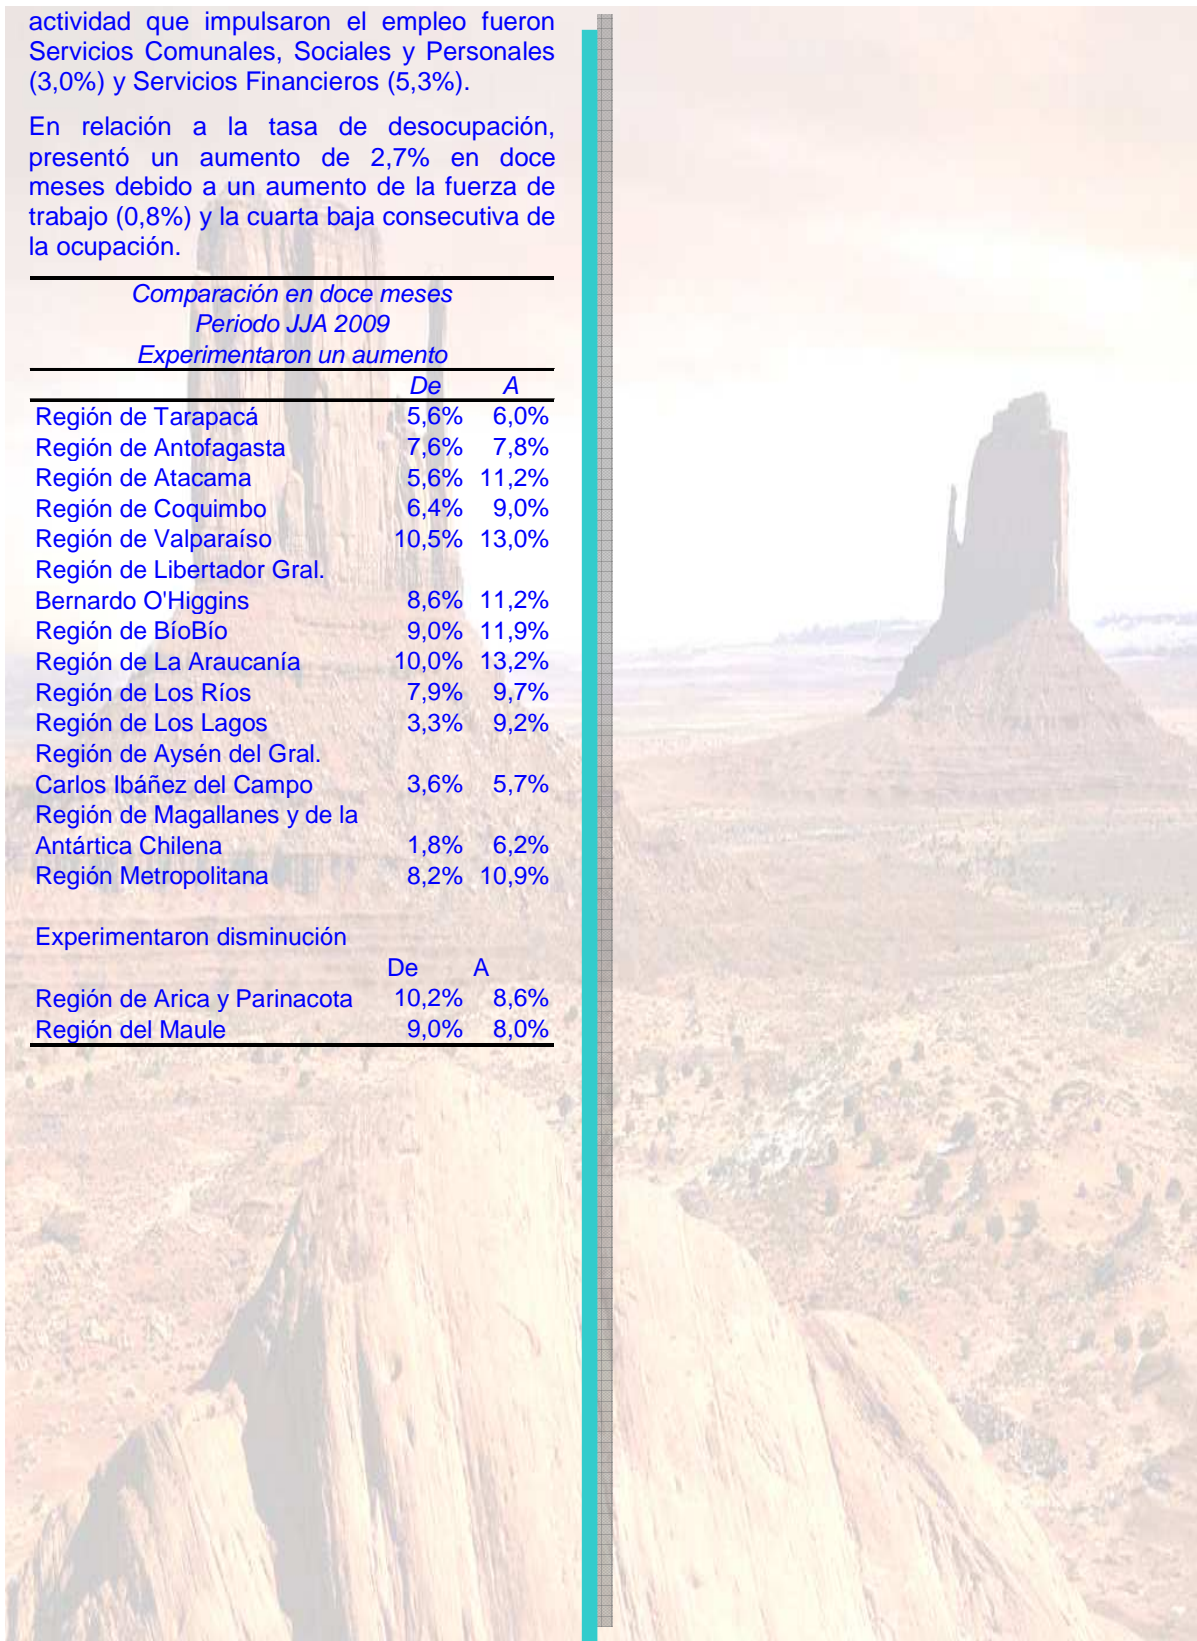 actividad que impulsaron el empleo fueron
Servicios Comunales, Sociales y Personales
(3,0%) y Servicios Financieros (5,3%).
En relación a la tasa de desocupación,
presentó un aumento de 2,7% en doce
meses debido a un aumento de la fuerza de
trabajo (0,8%) y la cuarta baja consecutiva de
la ocupación.
Comparación en doce meses
Periodo JJA 2009
Experimentaron un aumento
De A
Región de Tarapacá 5,6% 6,0%
Región de Antofagasta 7,6% 7,8%
Región de Atacama 5,6% 11,2%
Región de Coquimbo 6,4% 9,0%
Región de Valparaíso 10,5% 13,0%
Región de Libertador Gral.
Bernardo O'Higgins 8,6% 11,2%
Región de BíoBío 9,0% 11,9%
Región de La Araucanía 10,0% 13,2%
Región de Los Ríos 7,9% 9,7%
Región de Los Lagos 3,3% 9,2%
Región de Aysén del Gral.
Carlos Ibáñez del Campo 3,6% 5,7%
Región de Magallanes y de la
Antártica Chilena 1,8% 6,2%
Región Metropolitana 8,2% 10,9%
Experimentaron disminución
De A
Región de Arica y Parinacota 10,2% 8,6%
Región del Maule 9,0% 8,0%